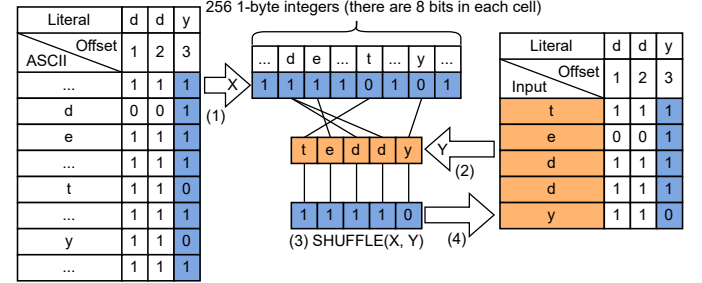 256 1-byte integers (there are 8 bits in each cell)
Literal d d y
Offset
ASCII 1 2 3
... 1 1 1
d 0 0 1
e 1 1 1
... 1 1 1
t 1 1 0
... 1 1 1
y 1 1 0
... 1 1 1
X
(1)
... d e ... t ... y ...
1 1 1 1 0 1 0 1
t e d d y
Y
(2)
1 1 1 1 0
(3) SHUFFLE(X, Y)
(4)
Literal d d y
Offset
Input 1 2 3
t 1 1 1
e 0 0 1
d 1 1 1
d 1 1 1
y 1 1 0